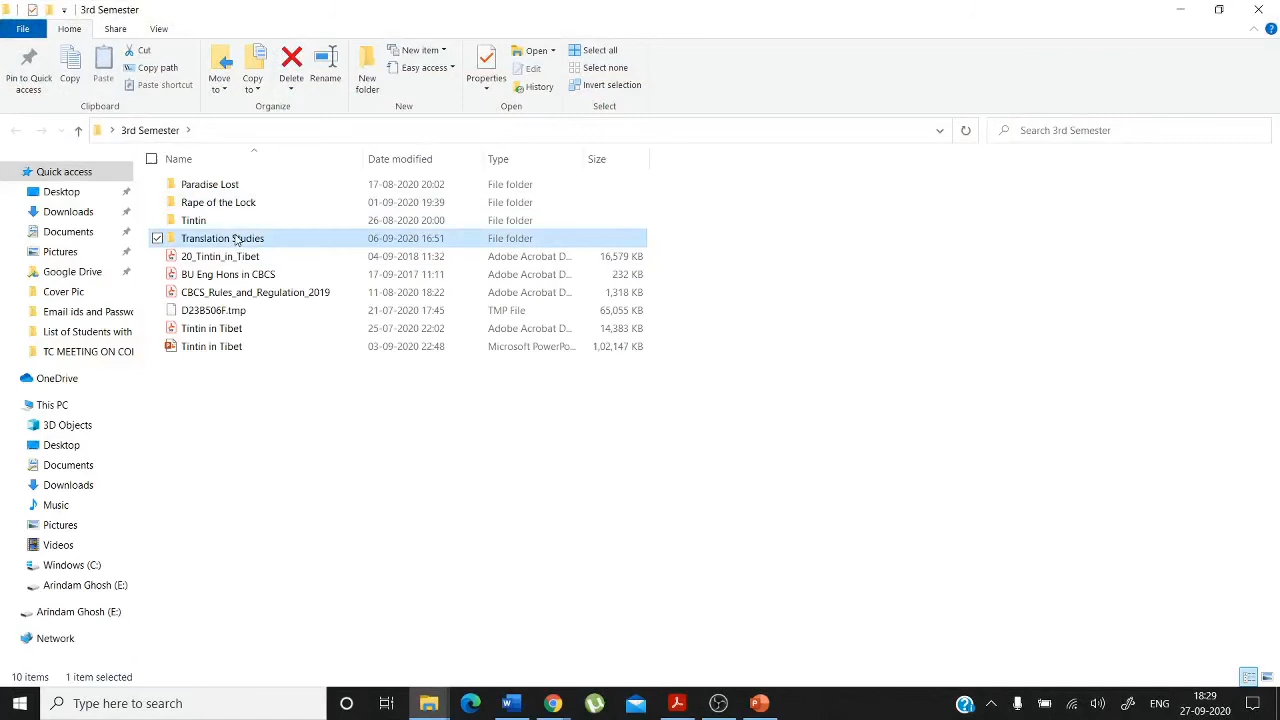 3rd Semester
File Home Share View
Pin to Quick access
Copy
Paste
Cut
Copy path
Paste shortcut
Clipboard
Move to
Copy to
Delete
Rename
Organize
New folder
New item
Easy access
New
Properties
Open
Edit
History
Open
Select all
Select none
Invert selection
Select
3rd Semester
Search 3rd Semester
Name Date modified Type Size
Paradise Lost 17-08-2020 20:02 File folder
Rape of the Lock 01-09-2020 19:39 File folder
Tintin 26-08-2020 20:00 File folder
Translation Studies 06-09-2020 16:51 File folder
20_Tintin_in_Tibet 04-09-2018 11:32 Adobe Acrobat D... 16,579 KB
BU Eng Hons in CBCS 17-09-2017 11:11 Adobe Acrobat D... 232 KB
CBCS_Rules_and_Regulation_2019 11-08-2020 18:22 Adobe Acrobat D... 1,318 KB
D23B506F.tmp 21-07-2020 17:45 TMP File 65,055 KB
Tintin in Tibet 25-07-2020 22:02 Adobe Acrobat D... 14,383 KB
Tintin in Tibet 03-09-2020 22:48 Microsoft PowerPo... 1,02,147 KB
Quick access
Desktop
Downloads
Documents
Pictures
Google Drive
Cover Pic
Email ids and Passwo
List of Students with
TC MEETING ON COI
OneDrive
This PC
3D Objects
Desktop
Documents
Downloads
Music
Pictures
Videos
Windows (C:)
Arindam Ghosh (E:)
Arindam Ghosh (E:)
Network
10 items 1 item selected
Type here to search
ENG
18:29
27-09-2020